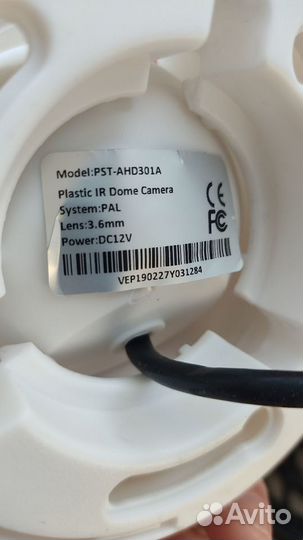 Model:PST-AHD301A
Plastic IR Dome Camera
System:PAL
Lens:3.6mm
Power:DC12V
CE
FC
VEP190227Y031284
Avito